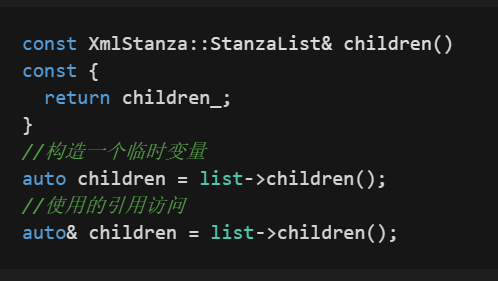 const XmlStanza::StanzaList& children()
const {
  return children_;
}
//构造一个临时变量
auto children = list->children();
//使用的引用访问
auto& children = list->children();